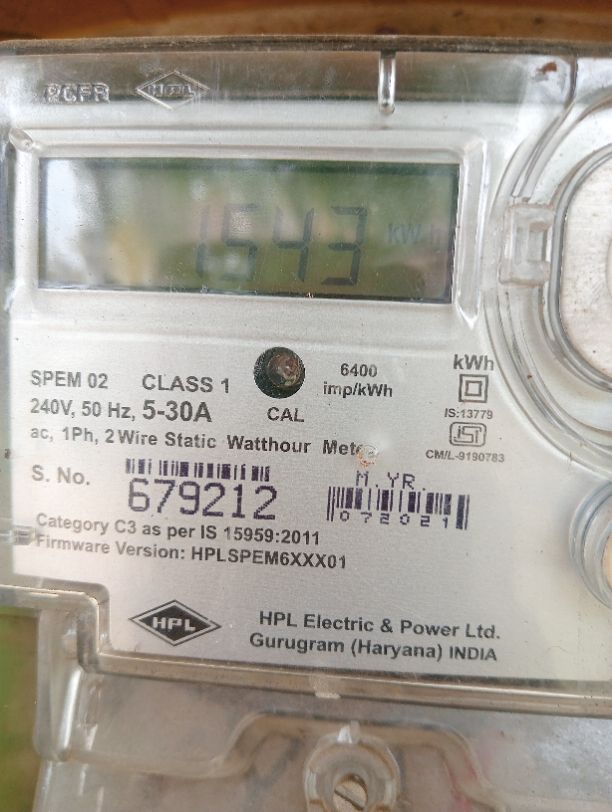 PCFR HPL
1543 kWh
SPEM 02 CLASS 1
240V, 50 Hz, 5-30A
ac, 1Ph, 2 Wire Static Watthour Meter
CAL
6400
imp/kWh
kWh
IS:13779
ISI
CM/L-9190783
S. No.
679212
M.YR.
072021
Category C3 as per IS 15959:2011
Firmware Version: HPLSPEM6XXX01
HPL
HPL Electric & Power Ltd.
Gurugram (Haryana) INDIA